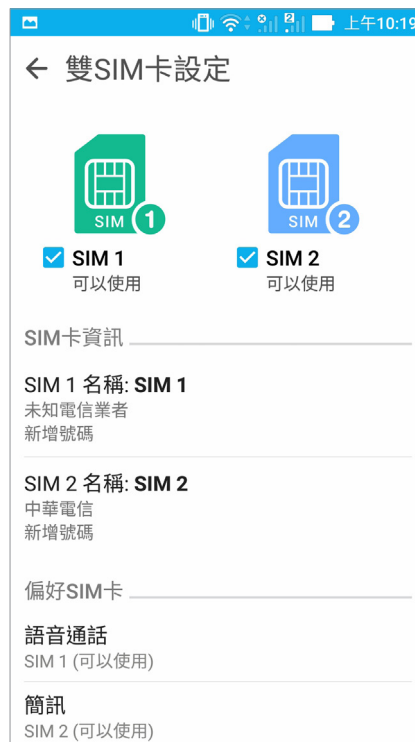 2 上午10:19
雙SIM卡設定
SIM 1 SIM 2
SIM 1 SIM 2
可以使用 可以使用
SIM卡資訊
SIM 1 名稱: SIM 1
未知電信業者
新增號碼
SIM 2 名稱: SIM 2
中華電信
新增號碼
偏好SIM卡
語音通話
SIM 1 (可以使用)
簡訊
SIM 2 (可以使用)